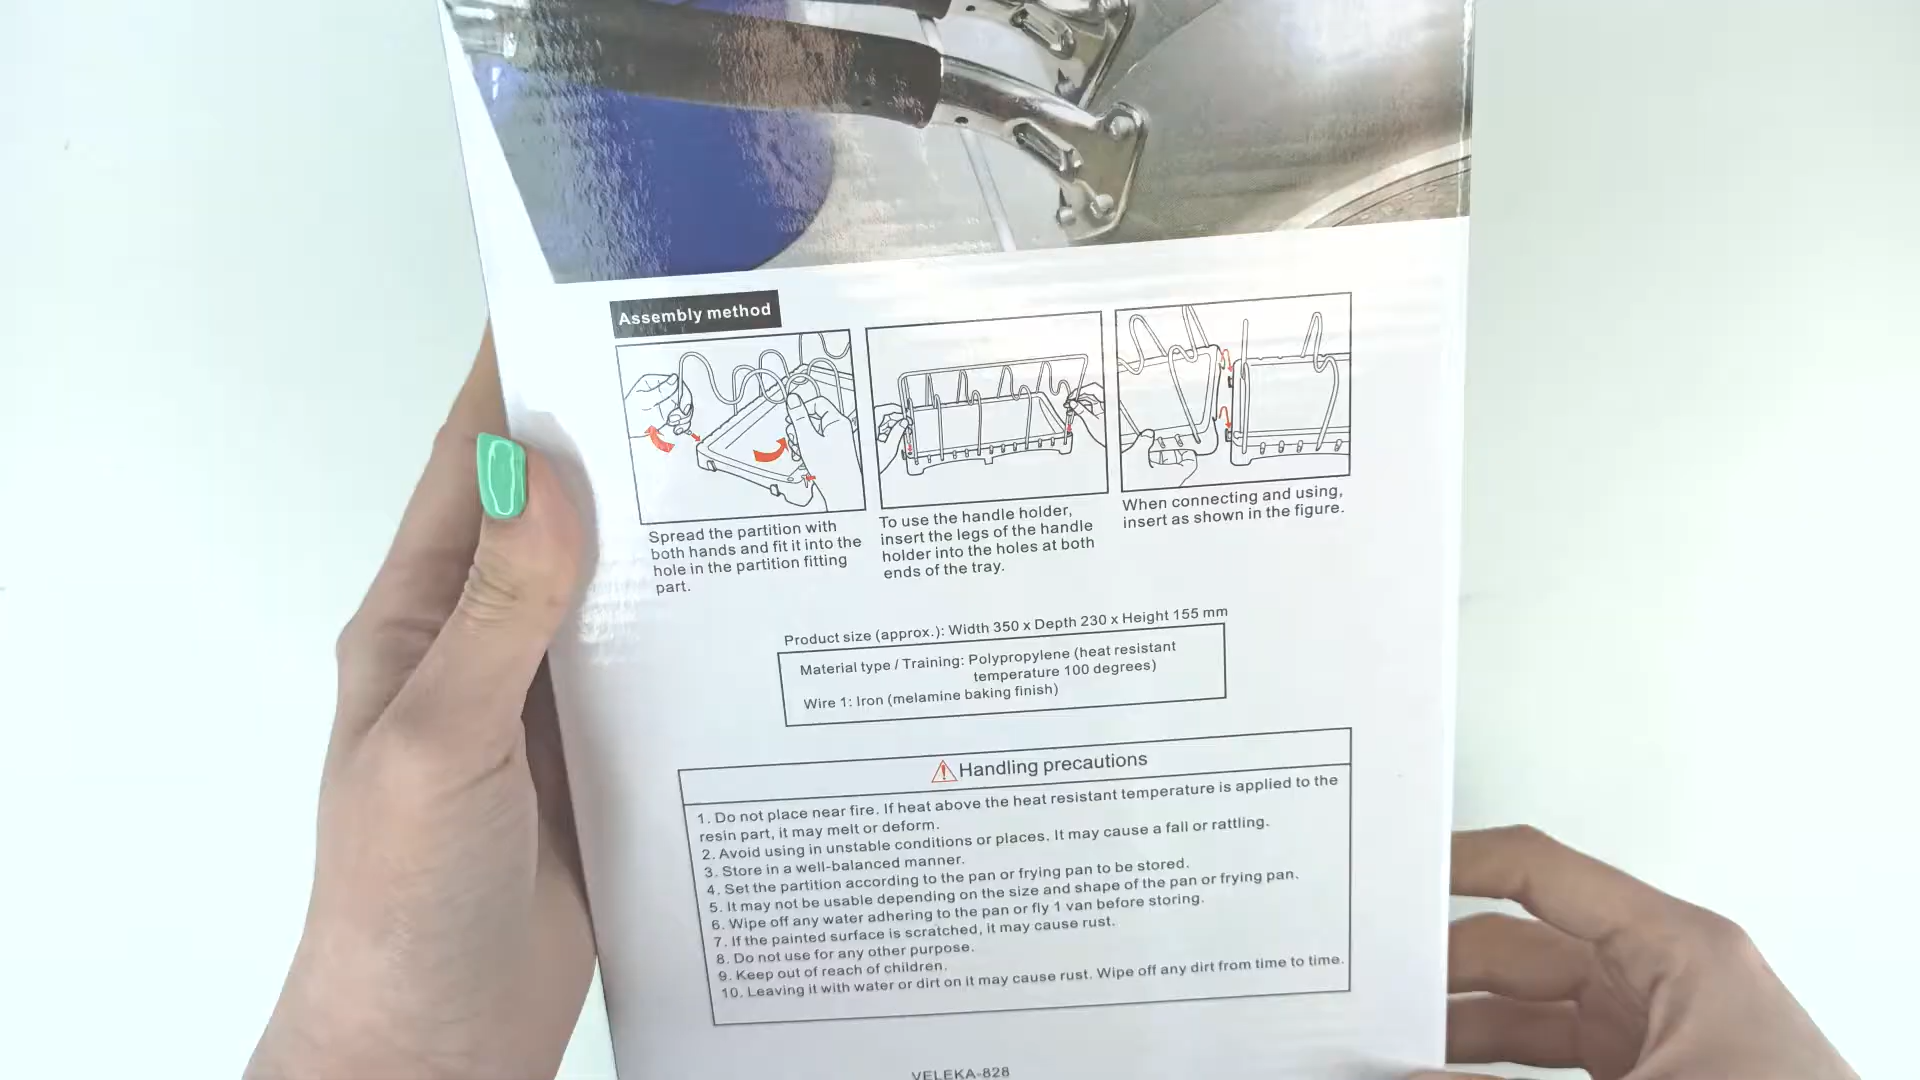 Assembly method
Spread the partition with
both hands and fit it into the
hole in the partition fitting
part.
To use the handle holder,
insert the legs of the handle
holder into the holes at both
ends of the tray.
When connecting and using,
insert as shown in the figure.
Product size (approx.): Width 350 x Depth 230 x Height 155 mm
Material type / Training: Polypropylene (heat resistant
temperature 100 degrees)
Wire 1: Iron (melamine baking finish)
Handling precautions
1. Do not place near fire. If heat above the heat resistant temperature is applied to the
resin part, it may melt or deform.
2. Avoid using in unstable conditions or places. It may cause a fall or rattling.
3. Store in a well-balanced manner.
4. Set the partition according to the pan or frying pan to be stored.
5. It may not be usable depending on the size and shape of the pan or frying pan.
6. Wipe off any water adhering to the pan or fly 1 van before storing.
7. If the painted surface is scratched, it may cause rust.
8. Do not use for any other purpose.
9. Keep out of reach of children.
10. Leaving it with water or dirt on it may cause rust. Wipe off any dirt from time to time.
VELEKA-828